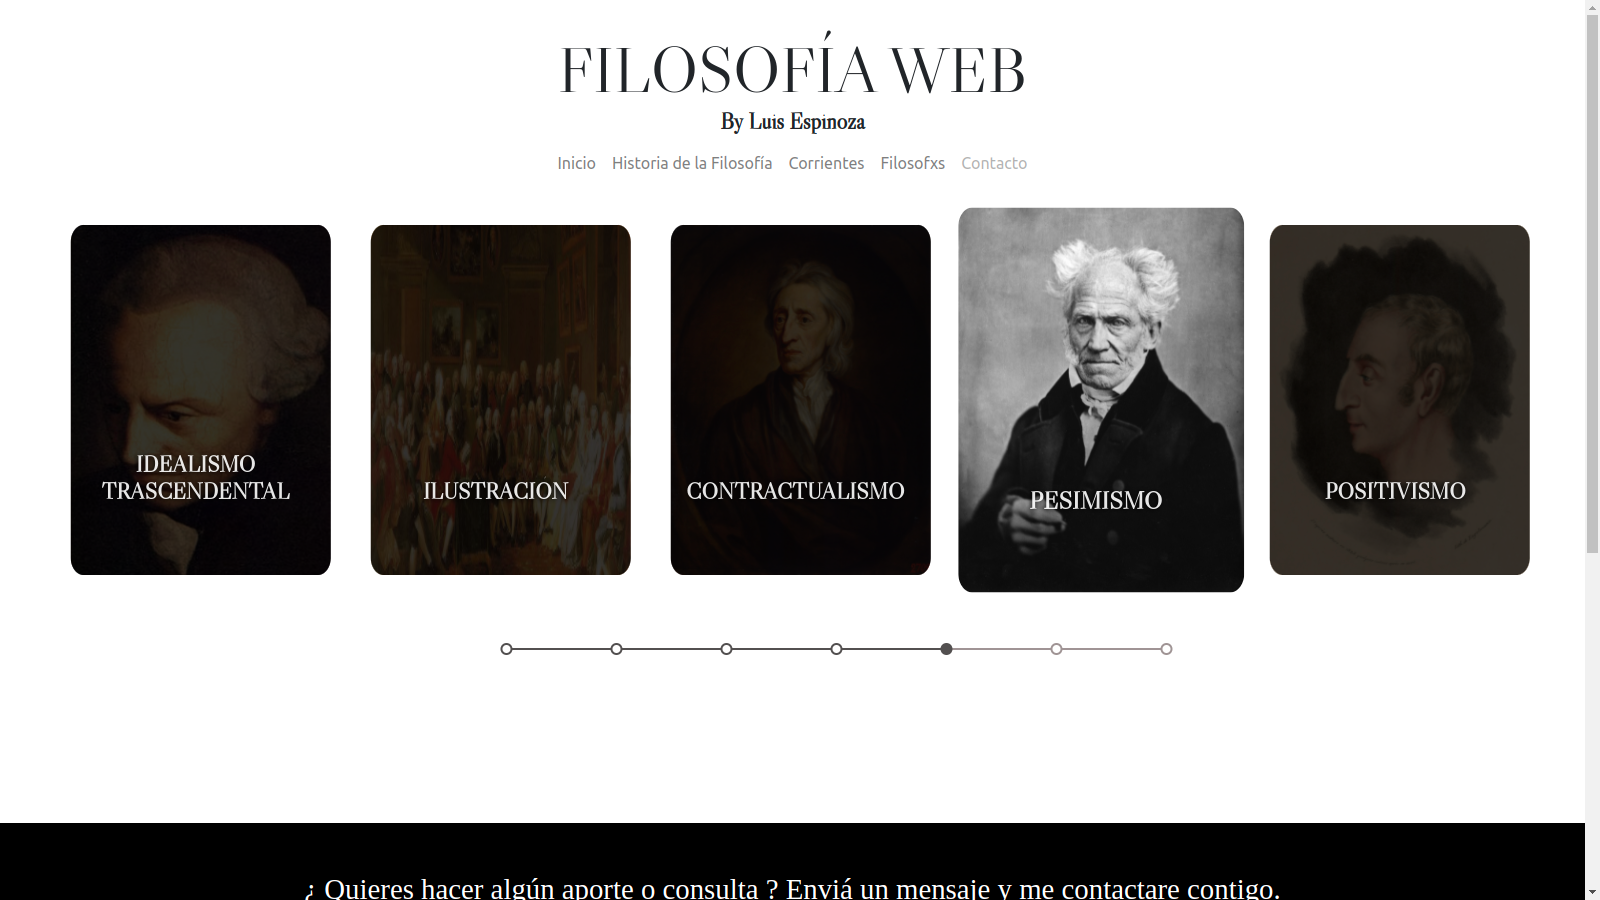 FILOSOFÍA WEB
By Luis Espinoza
Inicio Historia de la Filosofía Corrientes Filosofxs Contacto
IDEALISMO
TRASCENDENTAL
ILUSTRACION
CONTRACTUALISMO
PESIMISMO
POSITIVISMO
¿ Quieres hacer algún aporte o consulta ? Enviá un mensaje y me contactare contigo.